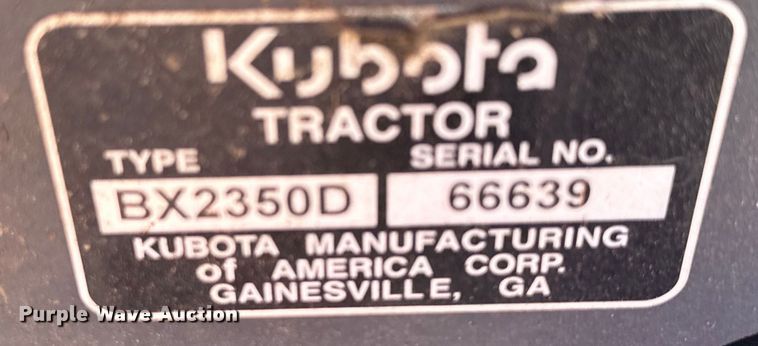 Kubota
TRACTOR
TYPE SERIAL NO.
BX2350D 66639
KUBOTA MANUFACTURING
of AMERICA CORP.
GAINESVILLE, GA
Purple Wave Auction